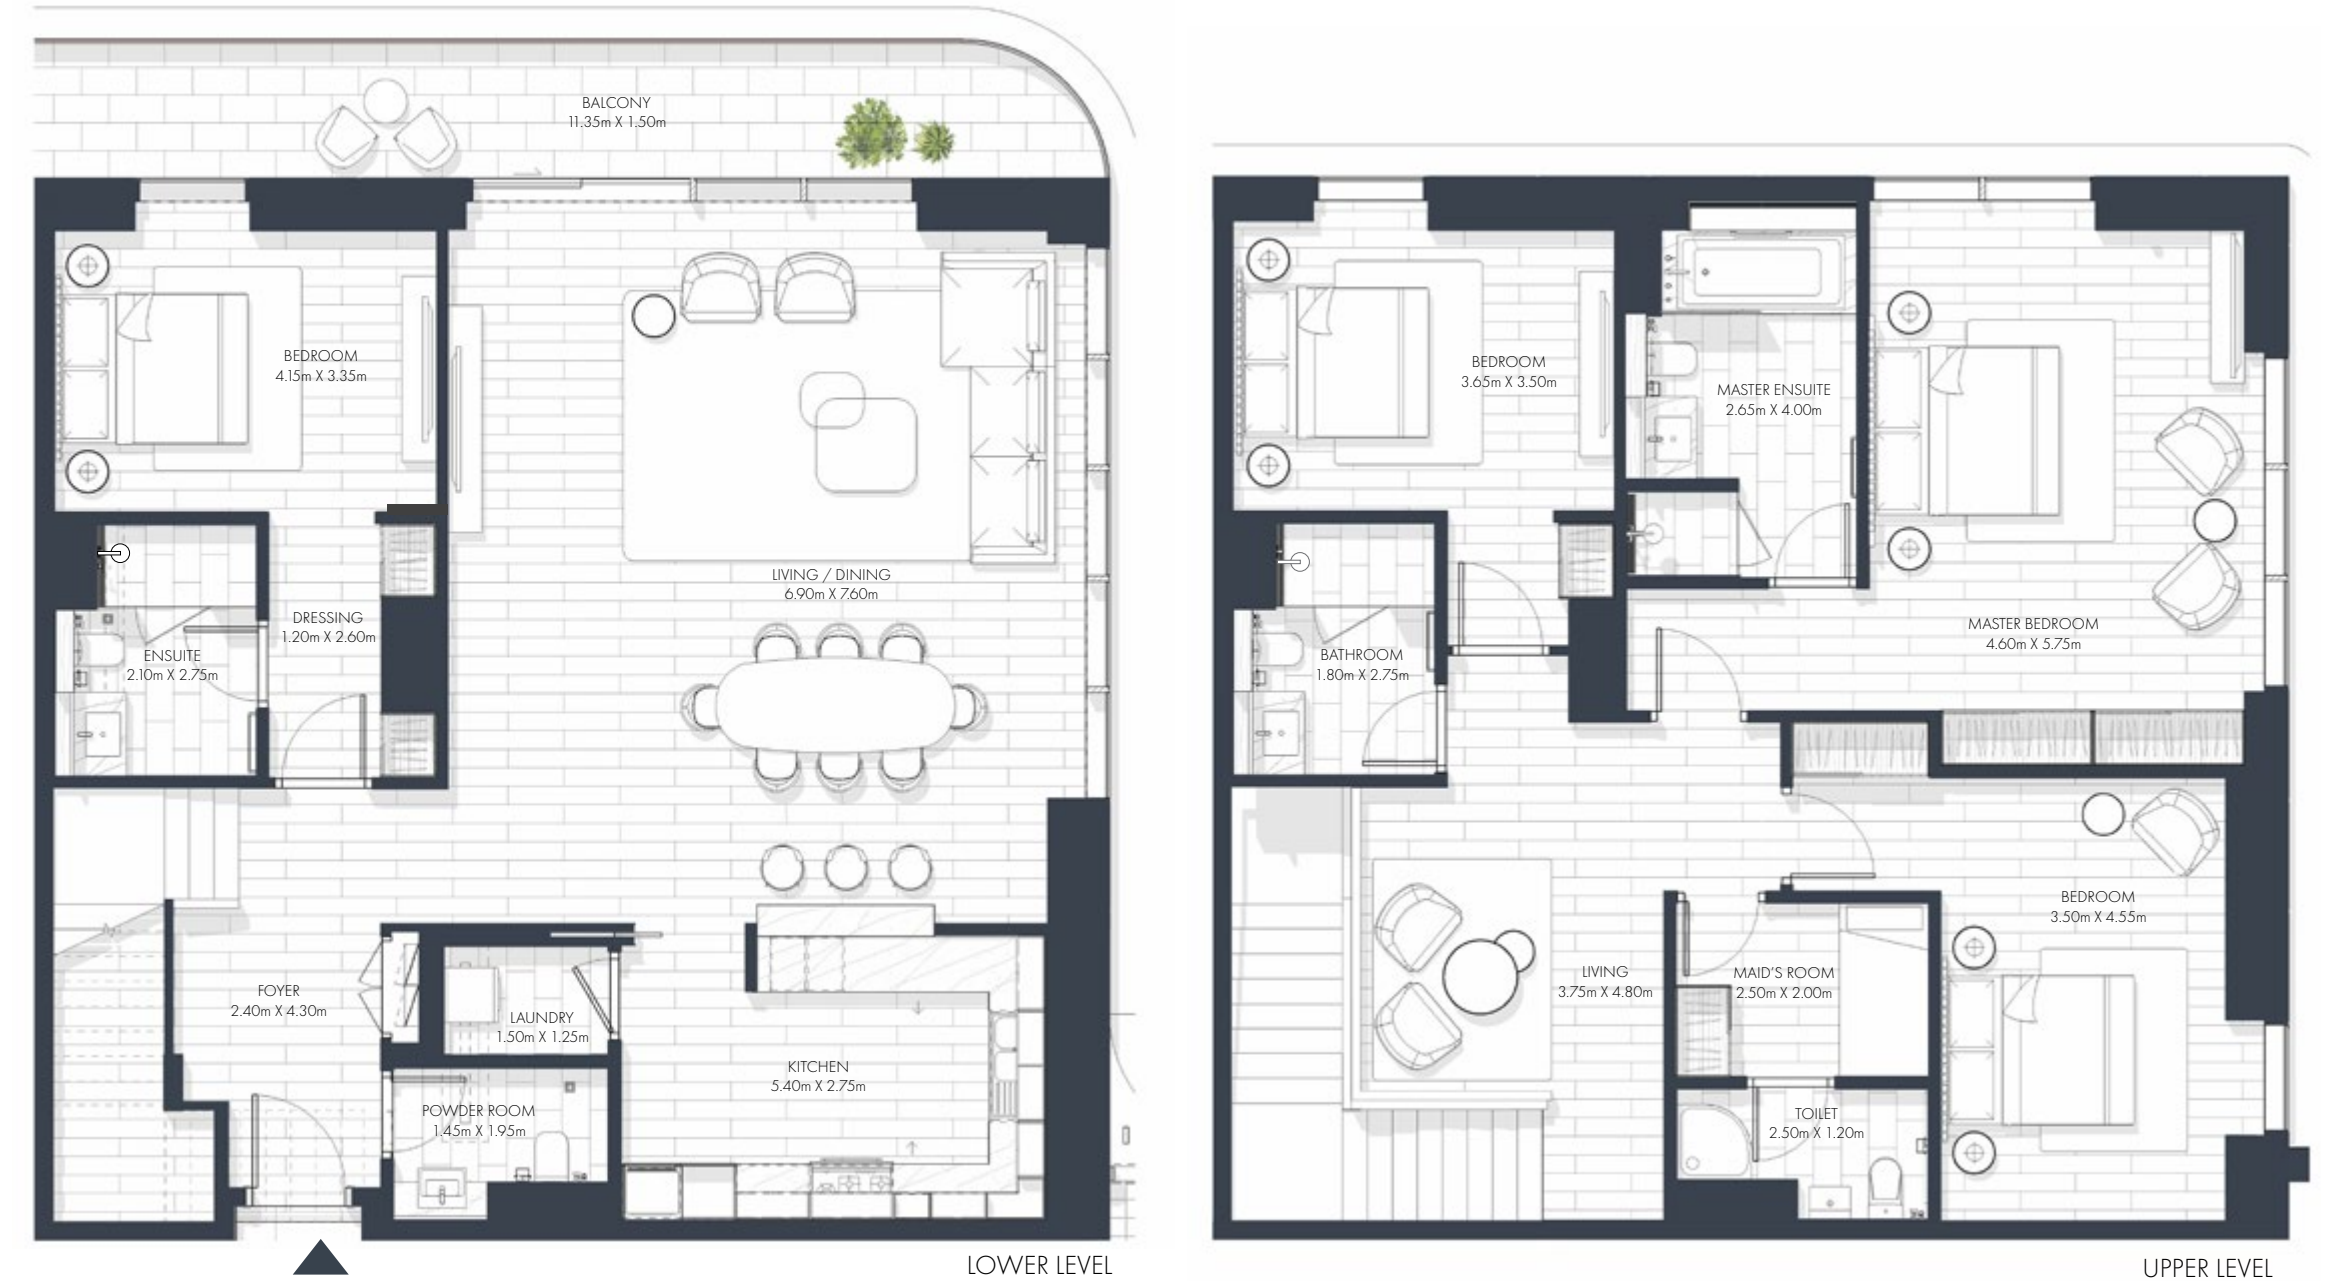 BALCONY
11.35m X 1.50m
BEDROOM
4.15m X 3.35m
LIVING / DINING
6.90m X 7.60m
DRESSING
1.20m X 2.60m
ENSUITE
2.10m X 2.75m
FOYER
2.40m X 4.30m
LAUNDRY
1.50m X 1.25m
KITCHEN
5.40m X 2.75m
POWDER ROOM
1.45m X 1.95m
LOWER LEVEL
BEDROOM
3.65m X 3.50m
MASTER ENSUITE
2.65m X 4.00m
MASTER BEDROOM
4.60m X 5.75m
BATHROOM
1.80m X 2.75m
BEDROOM
3.50m X 4.55m
LIVING
3.75m X 4.80m
MAID'S ROOM
2.50m X 2.00m
TOILET
2.50m X 1.20m
UPPER LEVEL